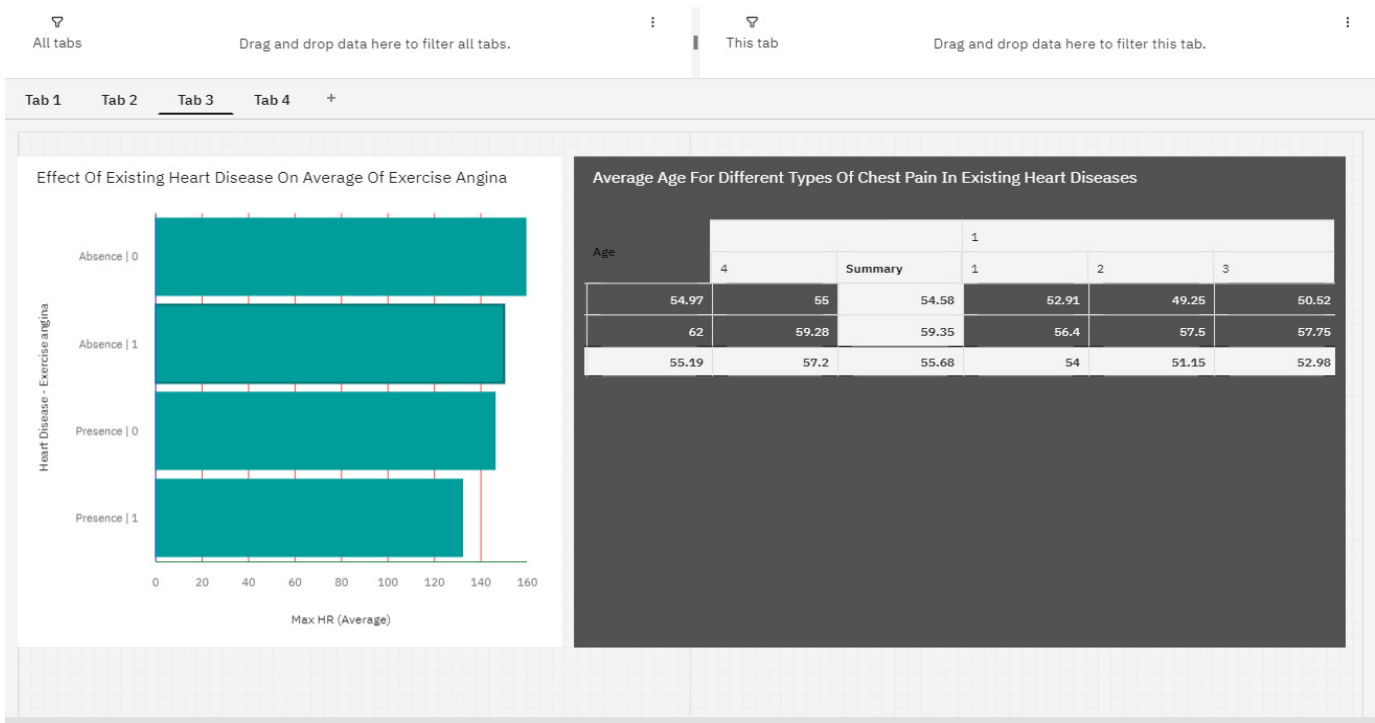 All tabs
Drag and drop data here to filter all tabs.
This tab
Drag and drop data here to filter this tab.
Tab 1 Tab 2 Tab 3 Tab 4 +
Effect Of Existing Heart Disease On Average Of Exercise Angina
Heart Disease - Exercise angina
Absence | 0
Absence | 1
Presence | 0
Presence | 1
0 20 40 60 80 100 120 140 160
Max HR (Average)
Average Age For Different Types Of Chest Pain In Existing Heart Diseases
Age
1
4 Summary 1 2 3
54.97 55 54.58 52.91 49.25 50.52
62 59.28 59.35 56.4 57.5 57.75
55.19 57.2 55.68 54 51.15 52.98